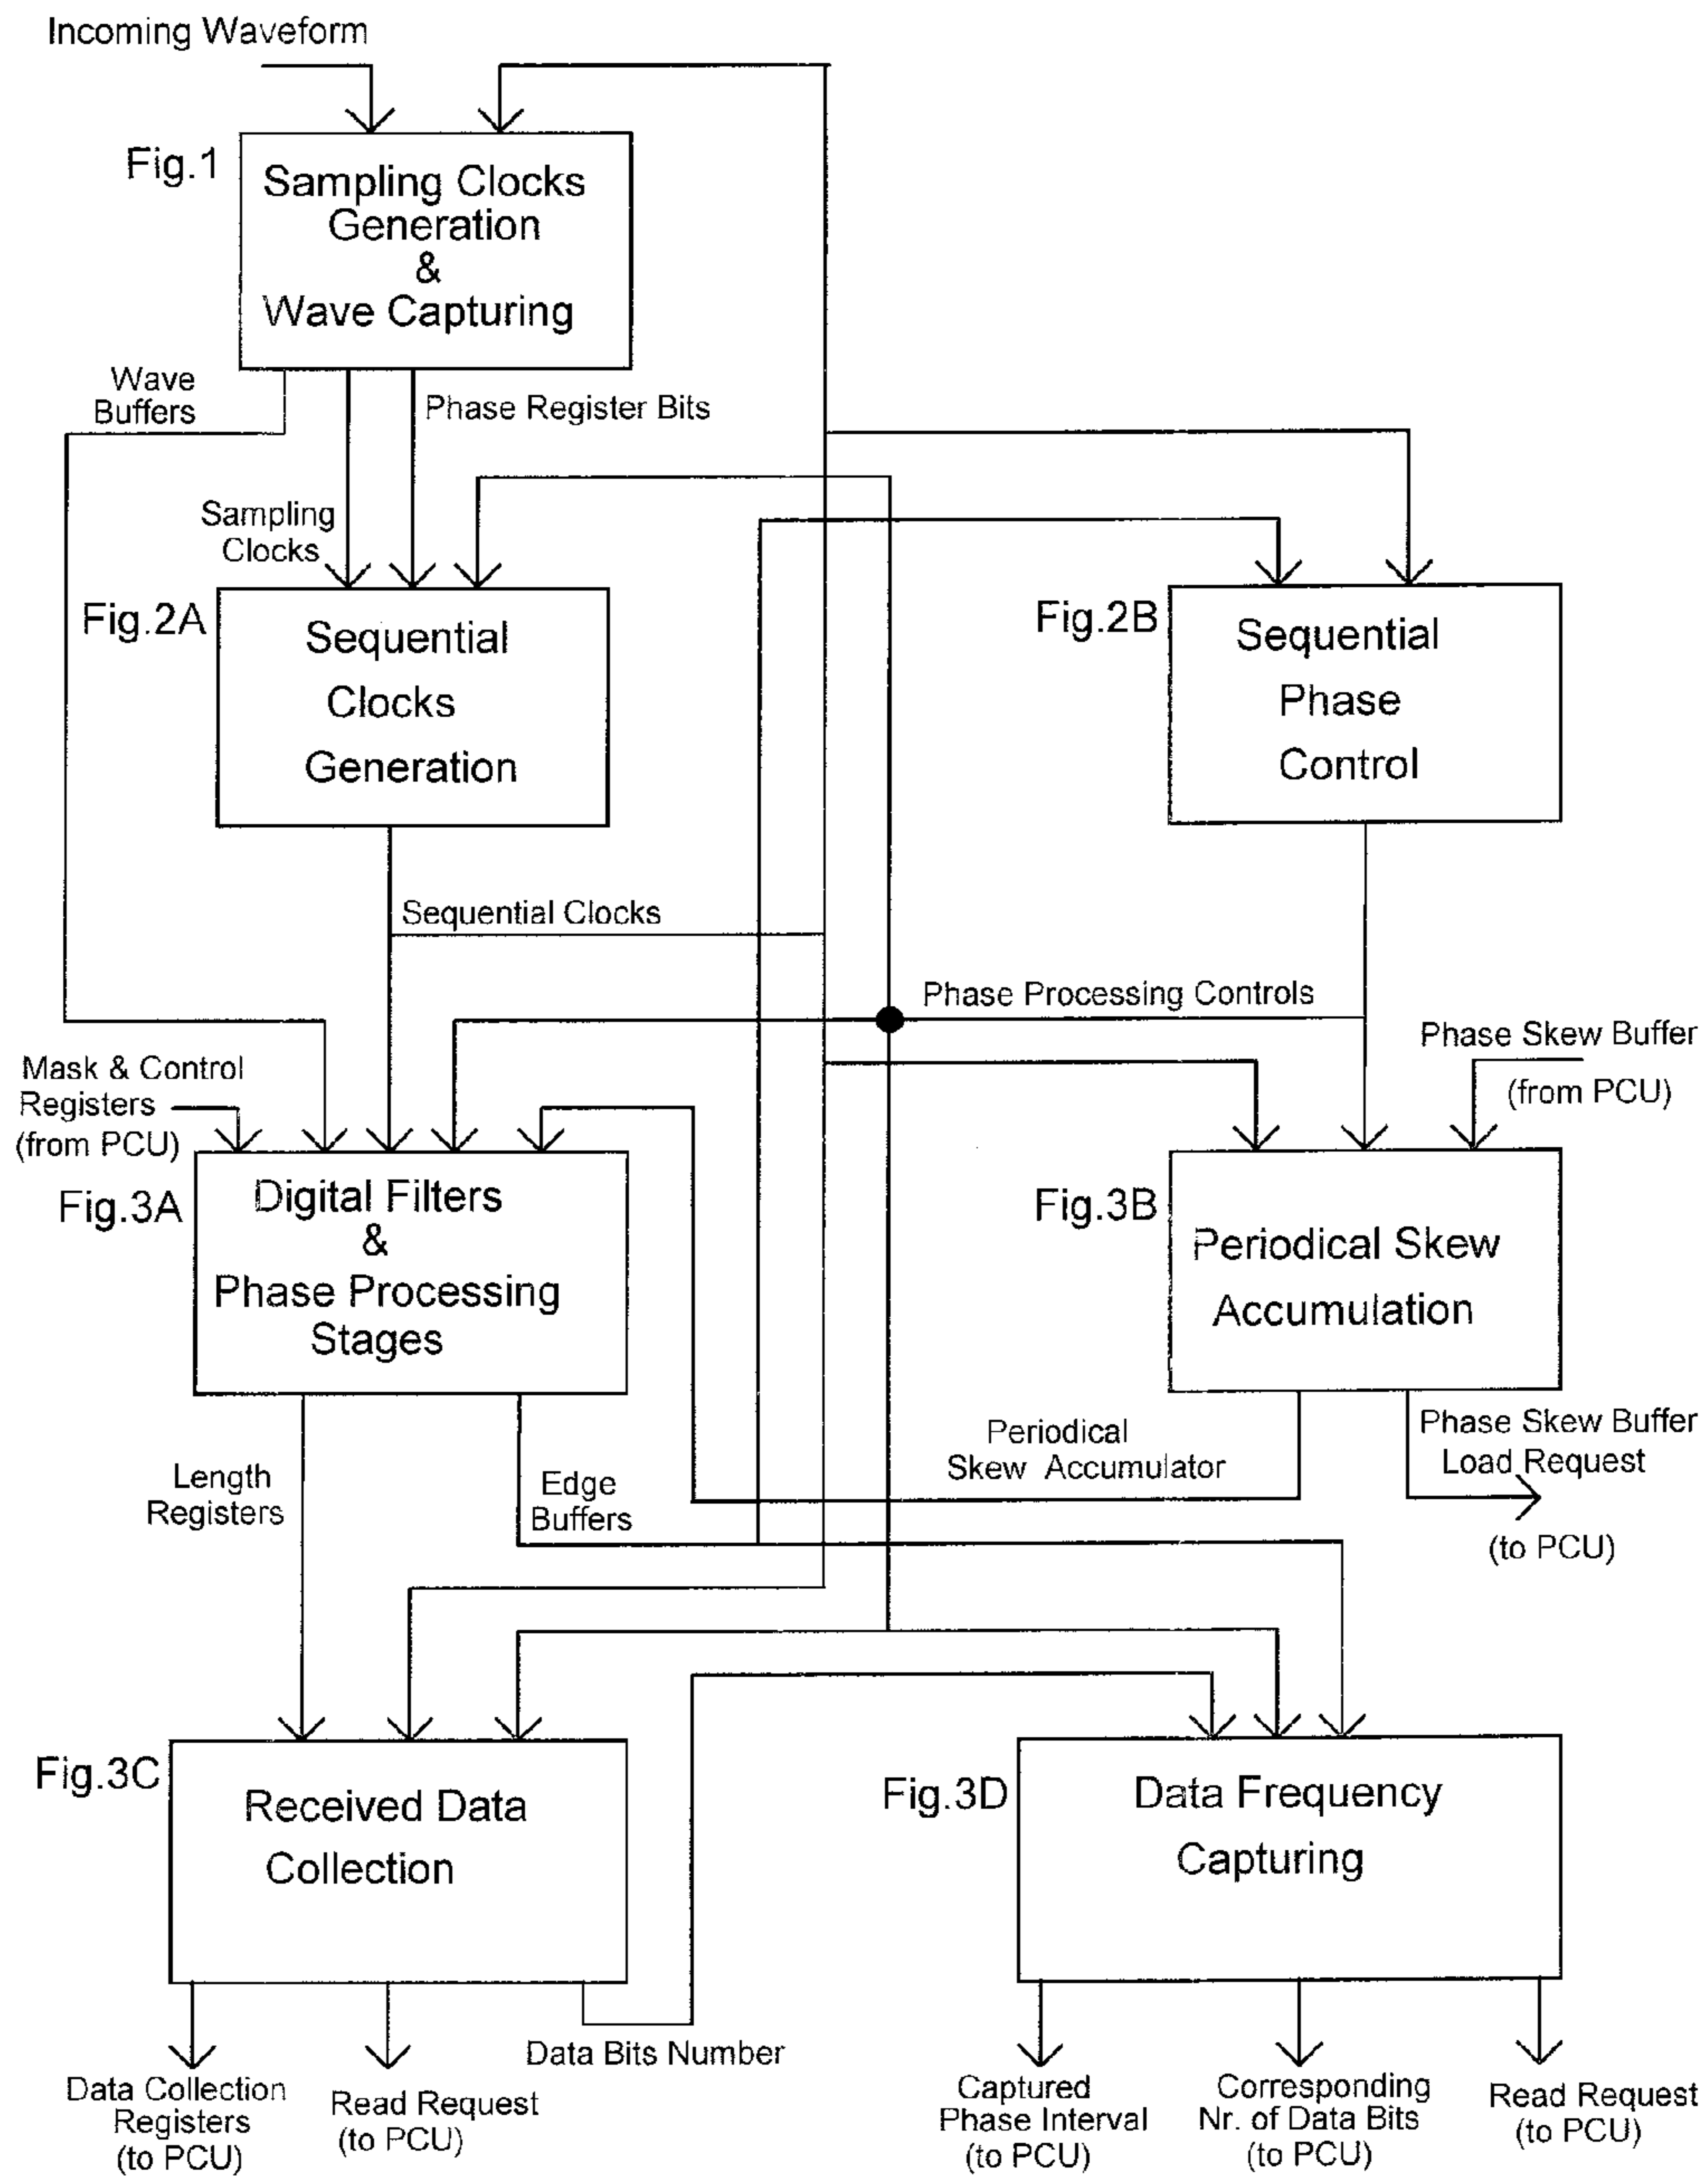 Incoming Waveform
Fig.1
Sampling Clocks
Generation
&
Wave Capturing
Wave
Buffers
Phase Register Bits
Sampling
Clocks
Fig.2A
Sequential
Clocks
Generation
Fig.2B
Sequential
Phase
Control
Sequential Clocks
Phase Processing Controls
Phase Skew Buffer
(from PCU)
Mask & Control
Registers
(from PCU)
Fig.3A
Digital Filters
&
Phase Processing
Stages
Fig.3B
Periodical Skew
Accumulation
Length
Registers
Edge
Buffers
Periodical
Skew Accumulator
Phase Skew Buffer
Load Request
(to PCU)
Fig.3C
Received Data
Collection
Fig.3D
Data Frequency
Capturing
Data Bits Number
Data Collection
Registers
(to PCU)
Read Request
(to PCU)
Captured
Phase Interval
(to PCU)
Corresponding
Nr. of Data Bits
(to PCU)
Read Request
(to PCU)